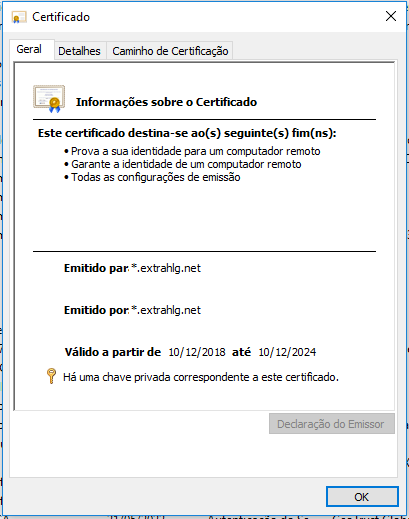 Certificado
Geral Detalhes Caminho de Certificação
Informações sobre o Certificado
Este certificado destina-se ao(s) seguinte(s) fim(ns):
• Prova a sua identidade para um computador remoto
• Garante a identidade de um computador remoto
• Todas as configurações de emissão
Emitido par *.extrahlg.net
Emitido por *.extrahlg.net
Válido a partir de 10/12/2018 até 10/12/2024
Há uma chave privada correspondente a este certificado.
Declaração do Emissor
OK